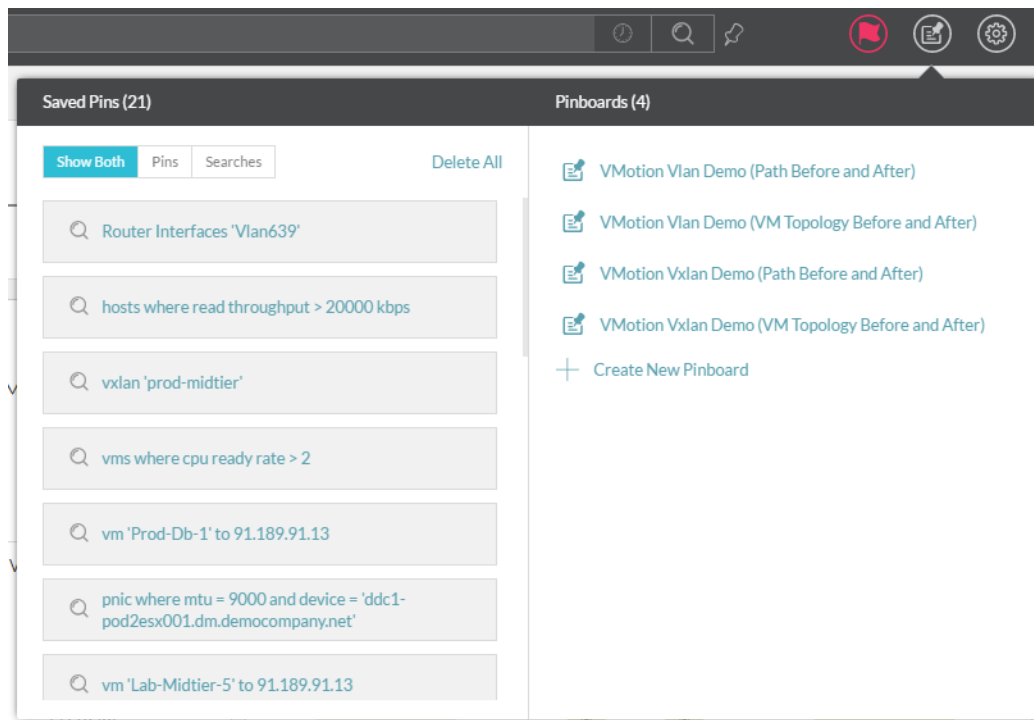 Saved Pins (21)
Pinboards (4)
Show Both
Pins
Searches
Delete All
Router Interfaces 'Vlan639'
hosts where read throughput > 20000 kbps
vxlan 'prod-midtier'
vms where cpu ready rate > 2
vm 'Prod-Db-1' to 91.189.91.13
pnic where mtu = 9000 and device = 'ddc1-
pod2esx001.dm.democompany.net'
vm 'Lab-Midtier-5' to 91.189.91.13
VMotion Vlan Demo (Path Before and After)
VMotion Vlan Demo (VM Topology Before and After)
VMotion Vxlan Demo (Path Before and After)
VMotion Vxlan Demo (VM Topology Before and After)
Create New Pinboard